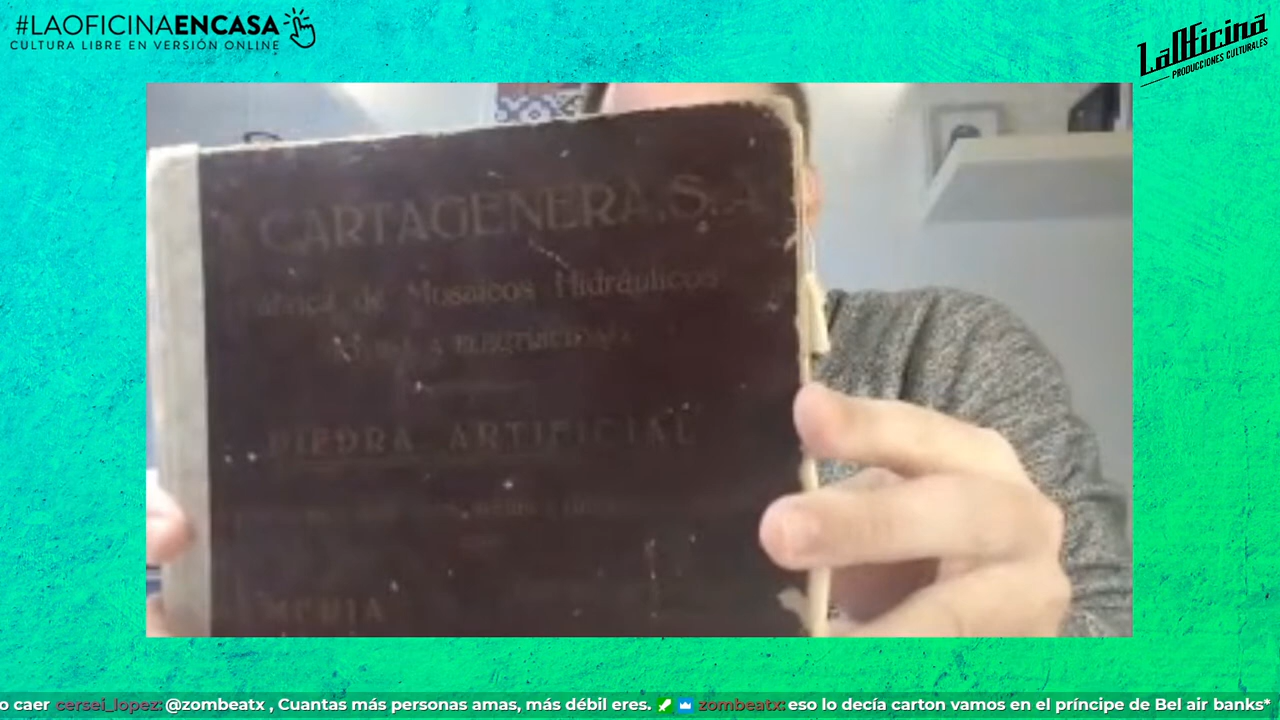 #LAOFICINAENCASA
CULTURA LIBRE EN VERSIÓN ONLINE
LaOficina
PRODUCCIONES CULTURALES
CARTAGENERA, S. A
Fábrica de Mosaicos Hidráulicos
PIEDRA ARTIFICIAL
o caer cersei_lopez: @zombeatx , Cuantas más personas amas, más débil eres. zombeatx: eso lo decía carton vamos en el príncipe de Bel air banks*